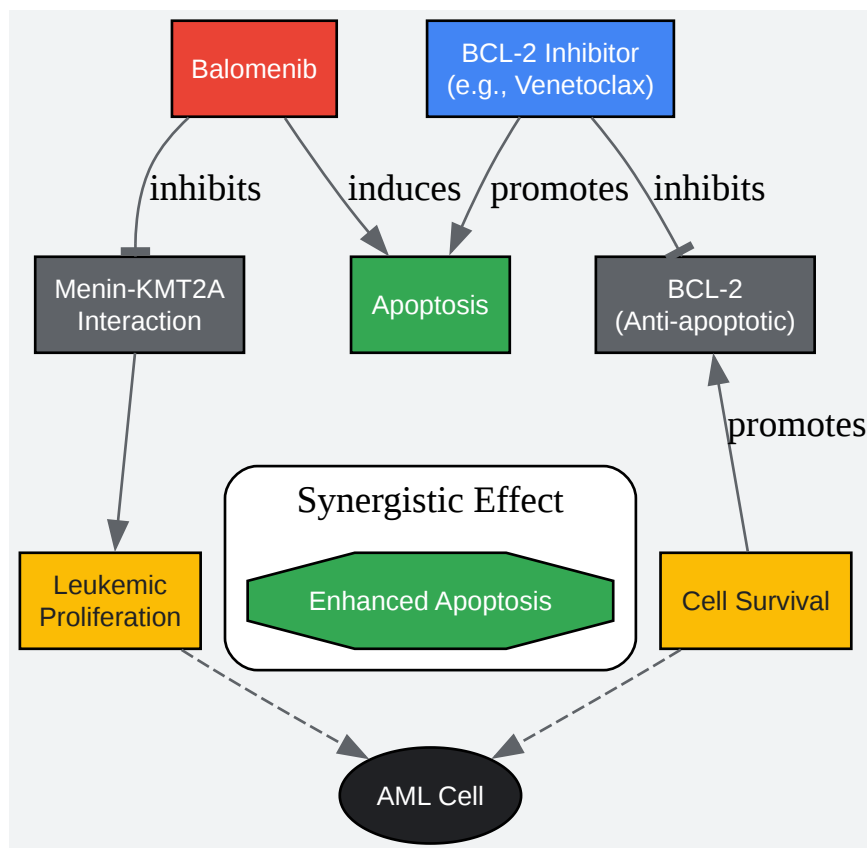 Balomenib
BCL-2 Inhibitor
(e.g., Venetoclax)
inhibits
induces
promotes
inhibits
Menin-KMT2A
Interaction
Apoptosis
BCL-2
(Anti-apoptotic)
promotes
Synergistic Effect
Leukemic
Proliferation
Enhanced Apoptosis
Cell Survival
AML Cell